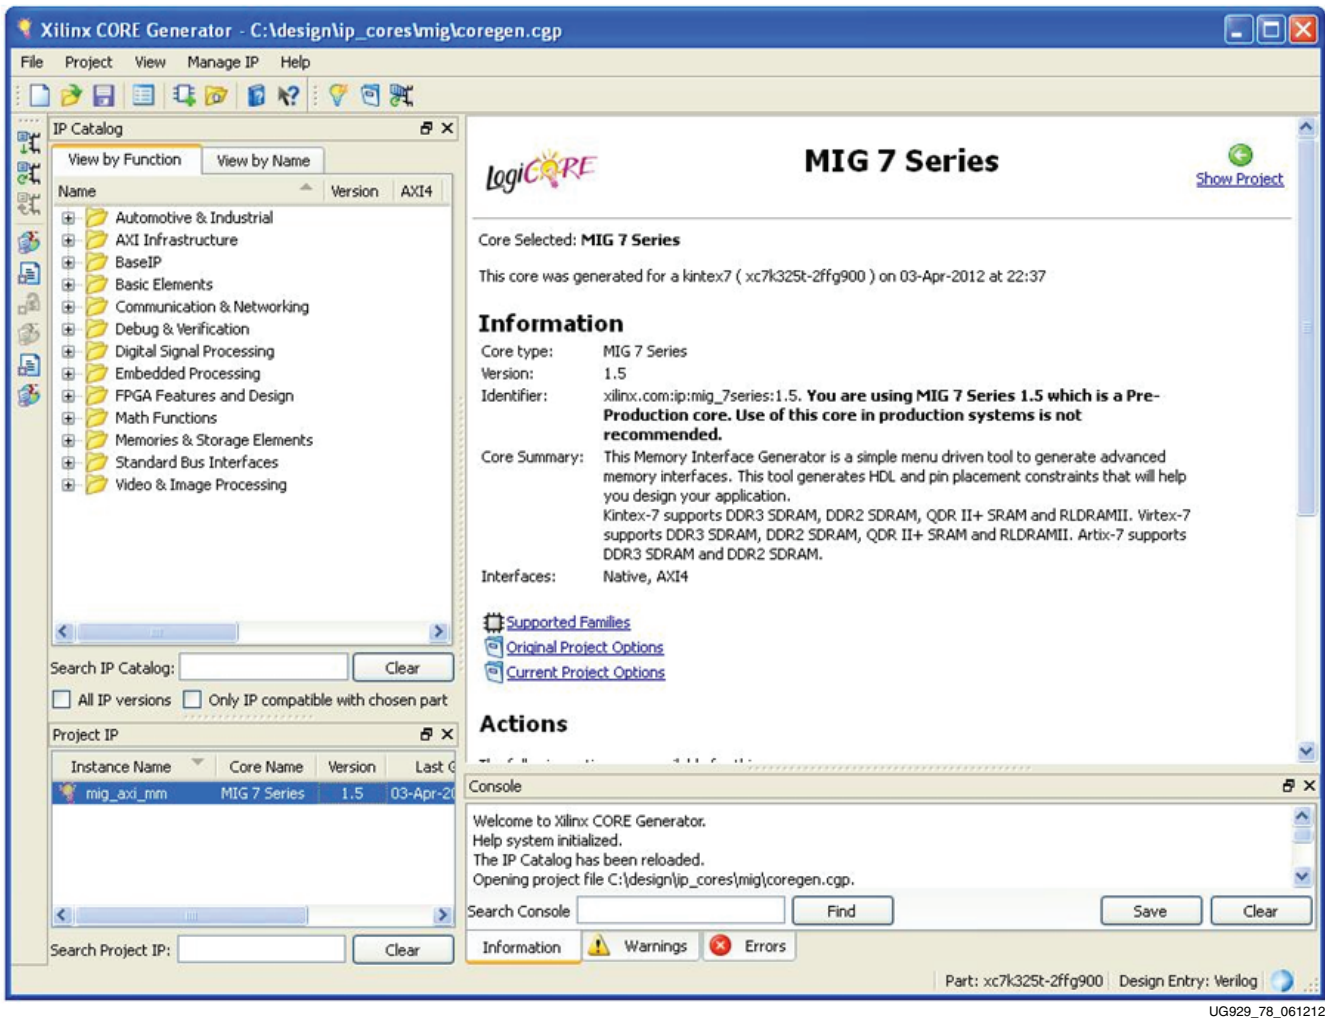 Xilinx CORE Generator - C:\design\ip_cores\mig\coregen.cgp
File Project View Manage IP Help
IP Catalog
View by Function View by Name
Name Version AXI4
Automotive & Industrial
AXI Infrastructure
BaseIP
Basic Elements
Communication & Networking
Debug & Verification
Digital Signal Processing
Embedded Processing
FPGA Features and Design
Math Functions
Memories & Storage Elements
Standard Bus Interfaces
Video & Image Processing
Search IP Catalog: Clear
All IP versions Only IP compatible with chosen part
Project IP
Instance Name Core Name Version Last G
mig_axi_mm MIG 7 Series 1.5 03-Apr-20
Search Project IP: Clear
LogiCORE
MIG 7 Series
Show Project
Core Selected: MIG 7 Series
This core was generated for a kintex7 ( xc7k325t-2ffg900 ) on 03-Apr-2012 at 22:37
Information
Core type: MIG 7 Series
Version: 1.5
Identifier: xilinx.com:ip:mig_7series:1.5. You are using MIG 7 Series 1.5 which is a Pre-
Production core. Use of this core in production systems is not
recommended.
Core Summary: This Memory Interface Generator is a simple menu driven tool to generate advanced
memory interfaces. This tool generates HDL and pin placement constraints that will help
you design your application.
Kintex-7 supports DDR3 SDRAM, DDR2 SDRAM, QDR II+ SRAM and RLDRAMII. Virtex-7
supports DDR3 SDRAM, DDR2 SDRAM, QDR II+ SRAM and RLDRAMII. Artix-7 supports
DDR3 SDRAM and DDR2 SDRAM.
Interfaces: Native, AXI4
Supported Families
Original Project Options
Current Project Options
Actions
Console
Welcome to Xilinx CORE Generator.
Help system initialized.
The IP Catalog has been reloaded.
Opening project file C:\design\ip_cores\mig\coregen.cgp.
Search Console Find Save Clear
Information Warnings Errors
Part: xc7k325t-2ffg900 Design Entry: Verilog
UG929_78_061212